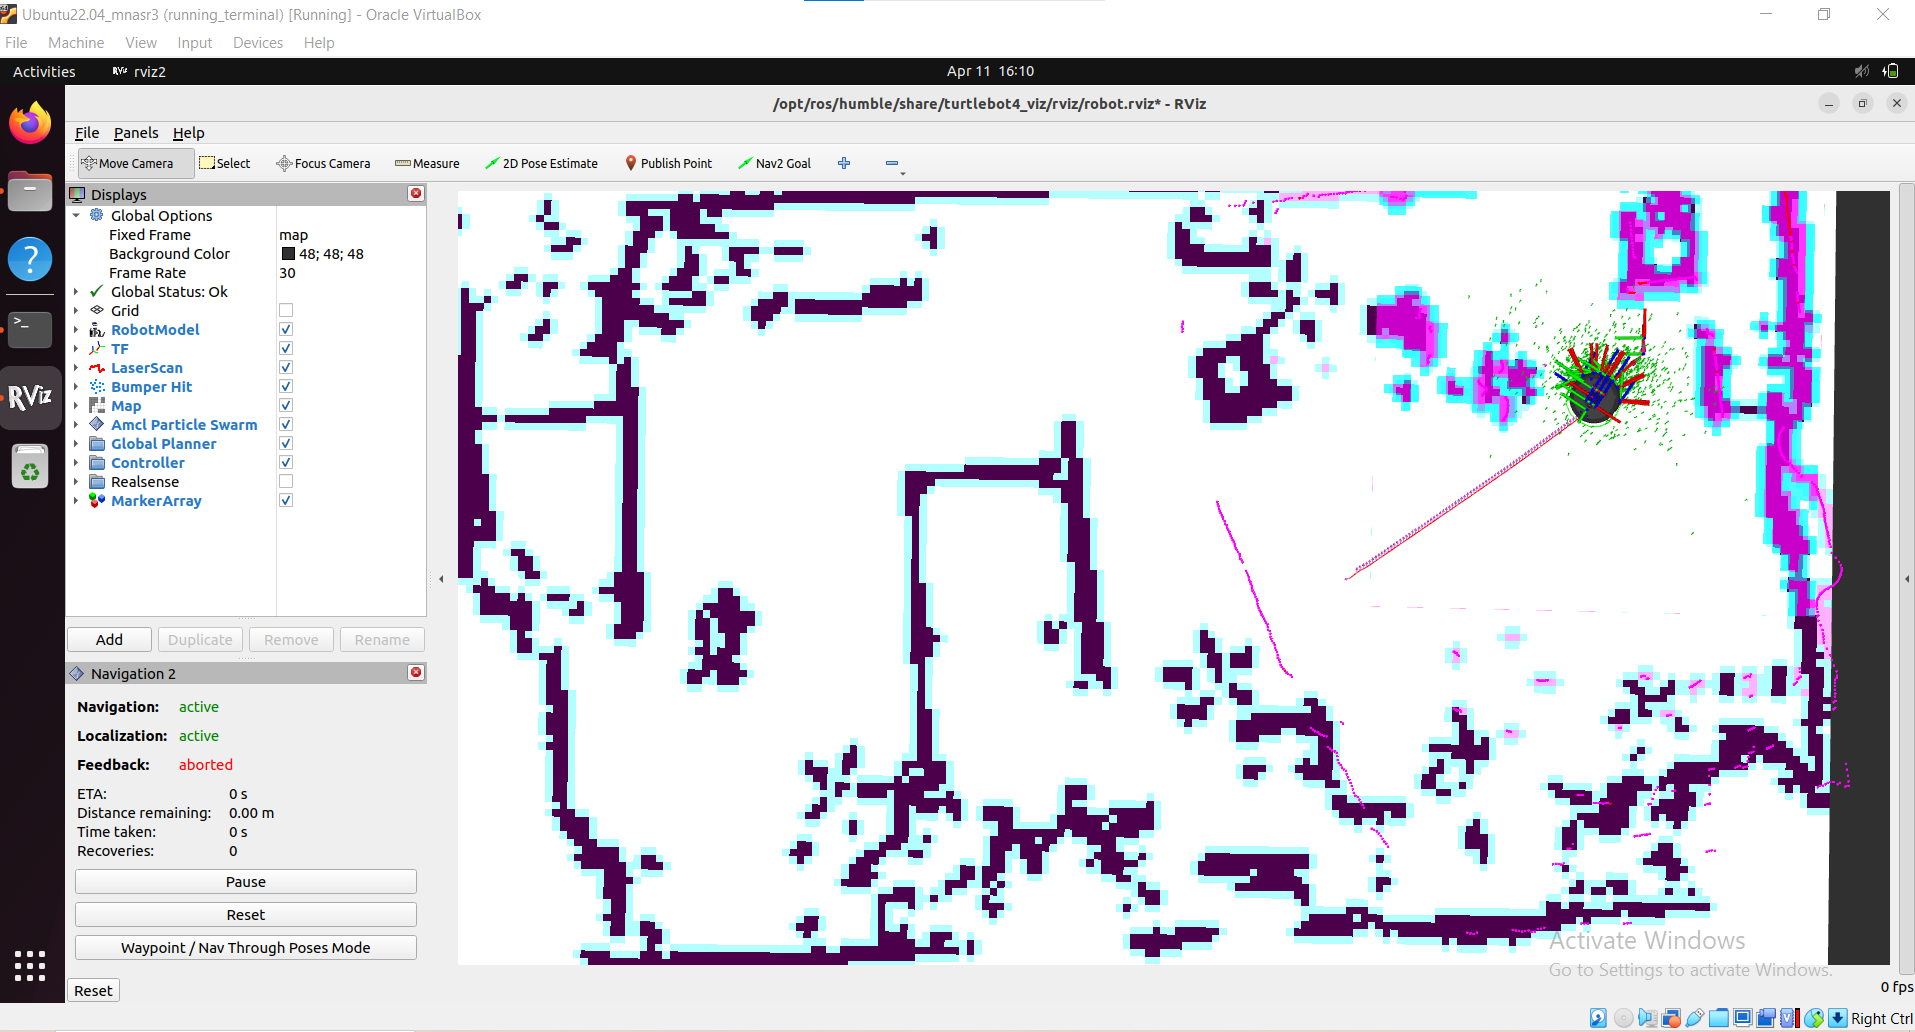 Ubuntu22.04_mnasr3 (running_terminal) [Running] - Oracle VirtualBox
File Machine View Input Devices Help
Activities RViz rviz2 Apr 11 16:10
/opt/ros/humble/share/turtlebot4_viz/rviz/robot.rviz* - RViz
File Panels Help
Move Camera Select Focus Camera Measure 2D Pose Estimate Publish Point Nav2 Goal
Displays
Global Options
Fixed Frame map
Background Color 48; 48; 48
Frame Rate 30
Global Status: Ok
Grid
RobotModel
TF
LaserScan
Bumper Hit
Map
Amcl Particle Swarm
Global Planner
Controller
Realsense
MarkerArray
RViz
Add Duplicate Remove Rename
Navigation 2
Navigation: active
Localization: active
Feedback: aborted
ETA: 0 s
Distance remaining: 0.00 m
Time taken: 0 s
Recoveries: 0
Pause
Reset
Waypoint / Nav Through Poses Mode
Activate Windows
Go to Settings to activate Windows.
Reset
0 fps
Right Ctrl